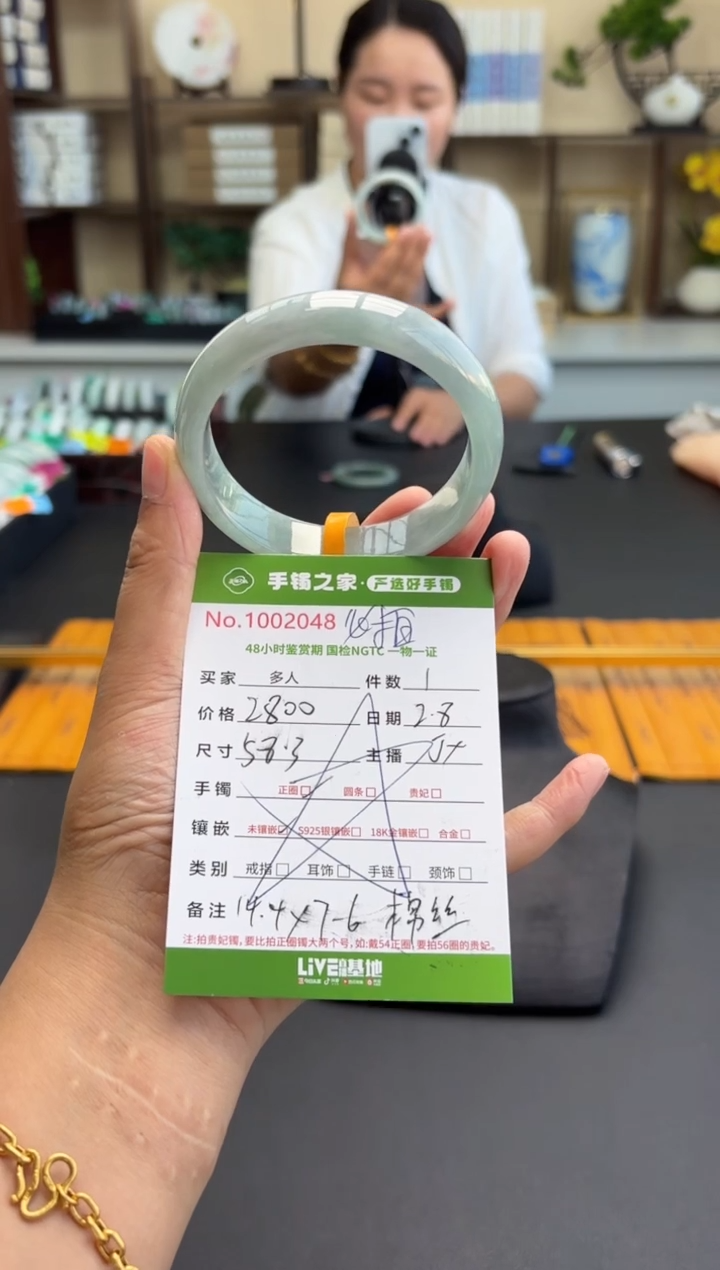 手镯之家·严选好手镯
No.1002048
48小时鉴赏期 国检NGTC 一物一证
买家 多人 件数 1
价格 2800 日期 2.8
尺寸 58.3 主播
手镯 正圈□ 圆条□ 贵妃□
镶嵌 未镶嵌□ S925银镶嵌□ 18K金镶嵌□ 合金□
类别 戒指□ 耳饰□ 手链□ 颈饰□
备注 14.4x7-6 棉丝
注:拍贵妃镯,要比拍正圈镯大两个号,如:戴54正圈,要拍56圈的贵妃。
LIVE 基地